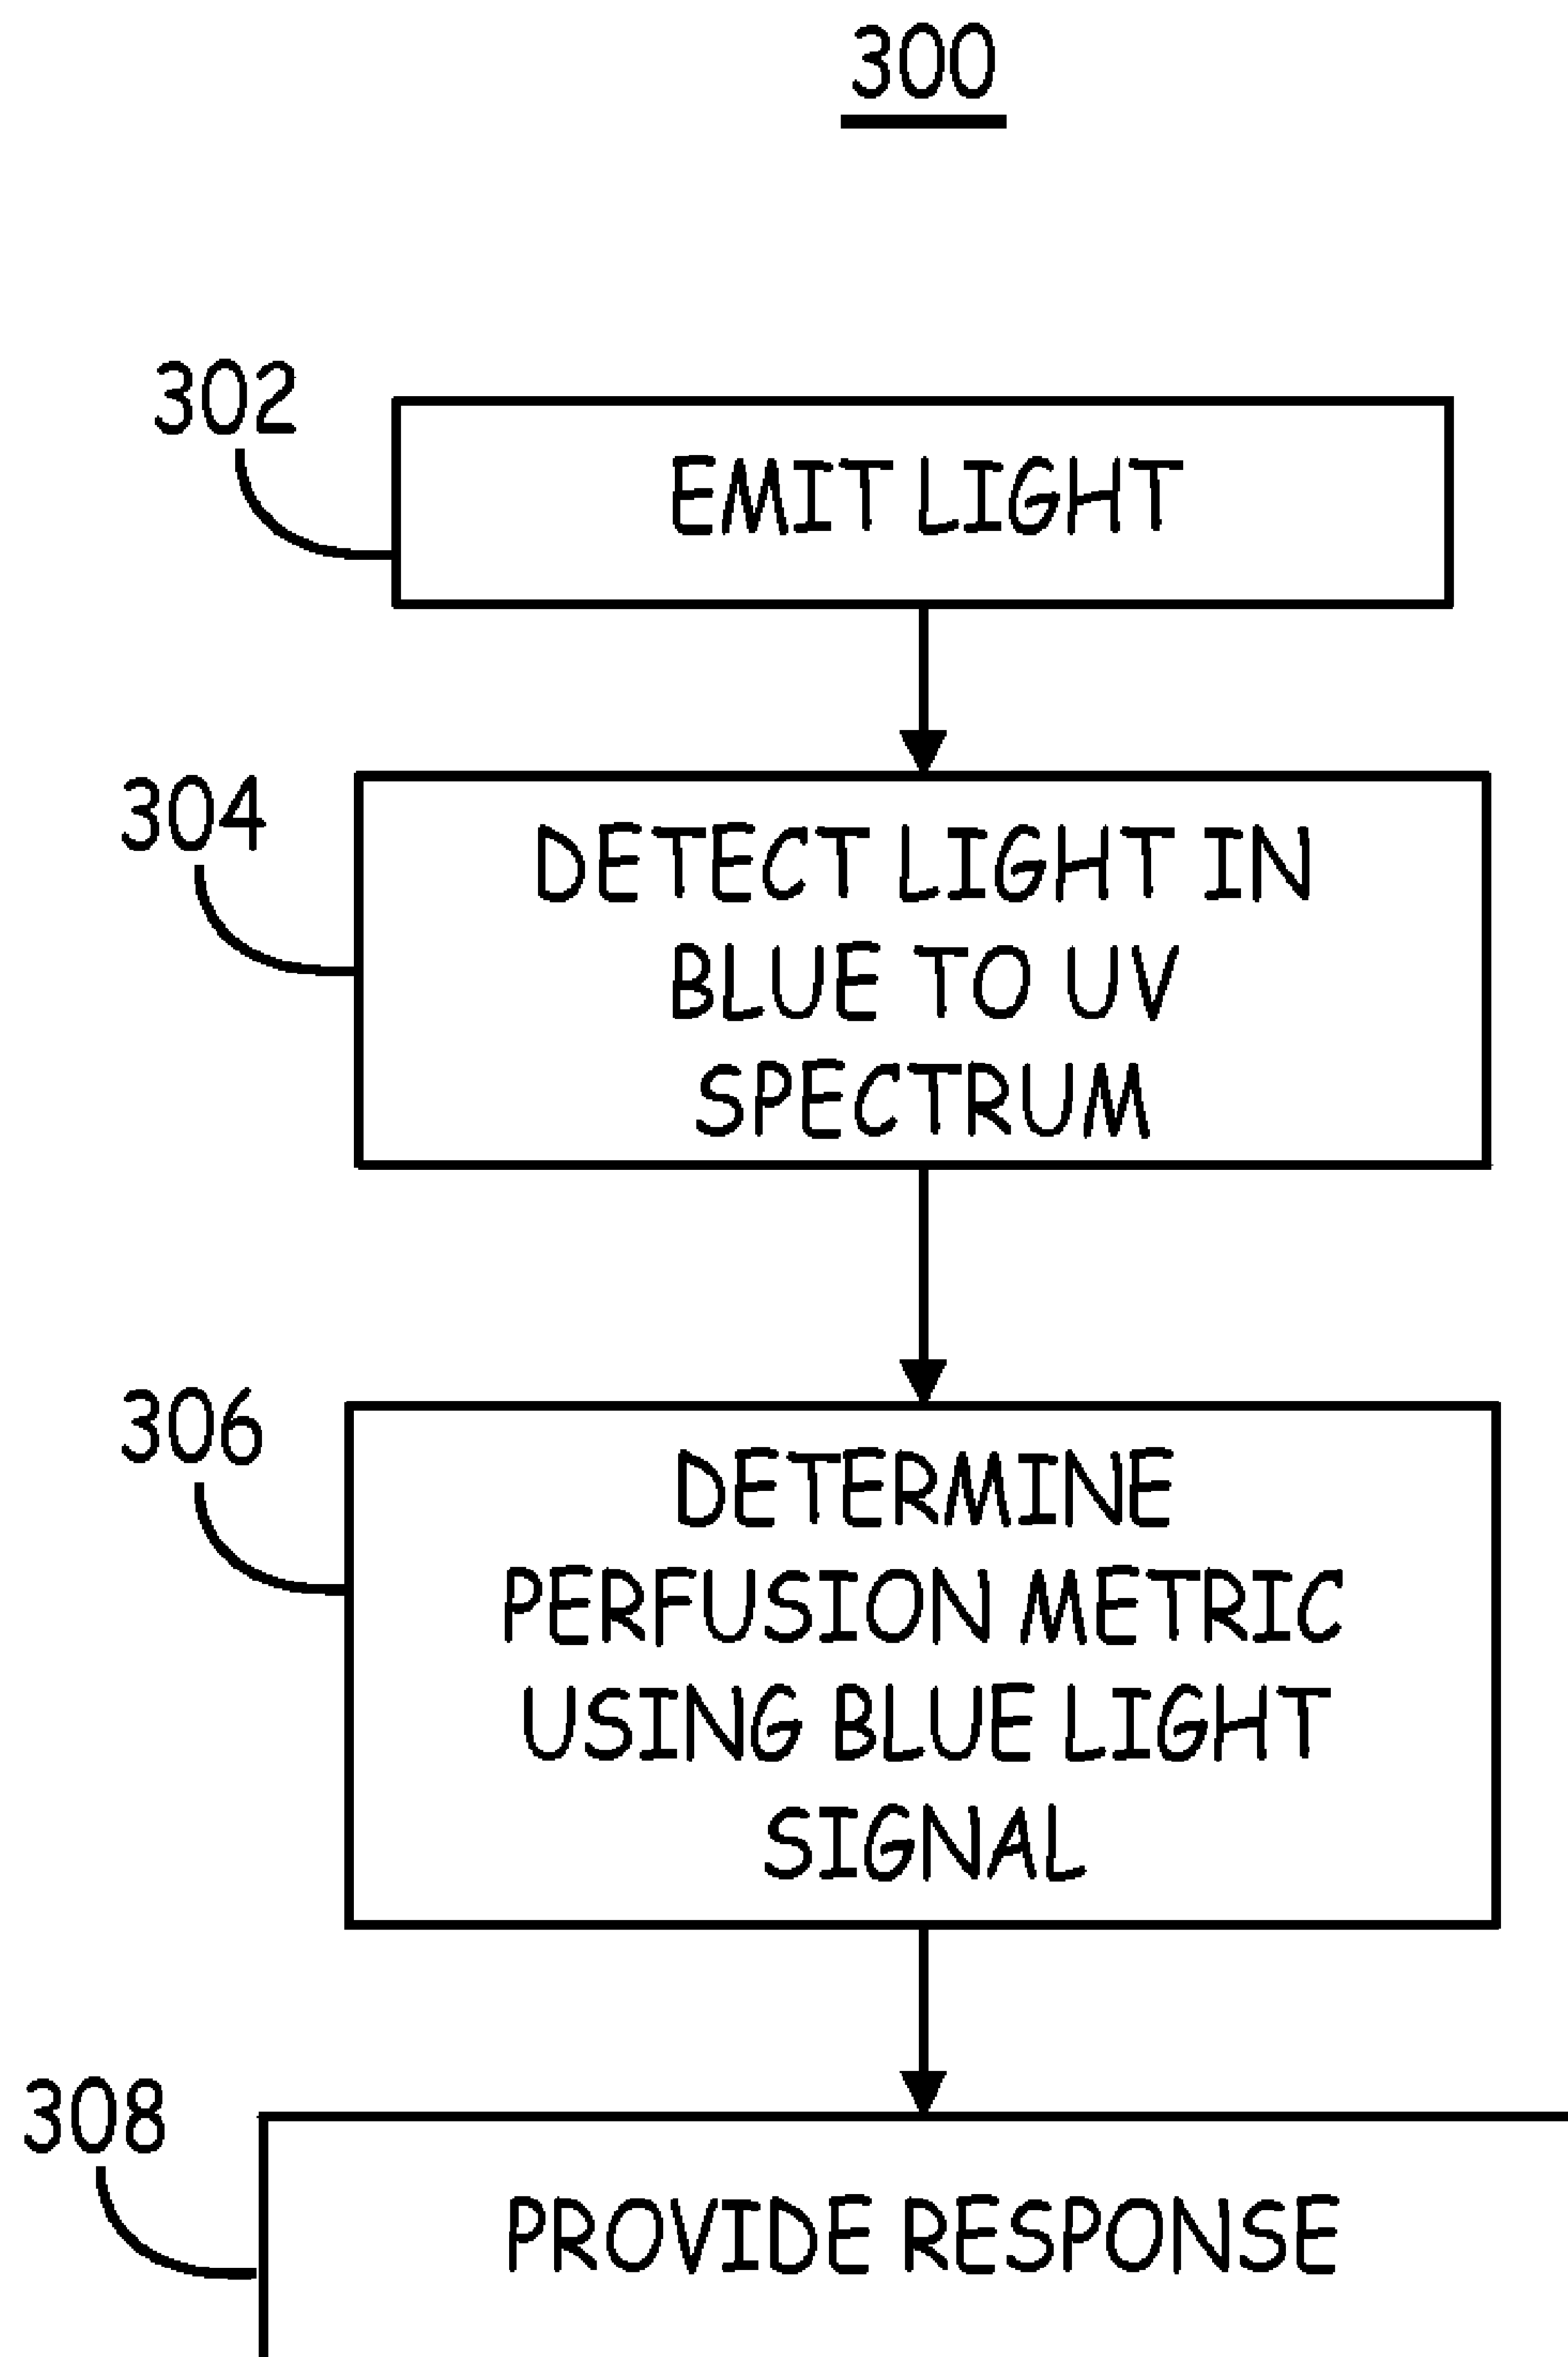 300
302
EMIT LIGHT
304
DETECT LIGHT IN
BLUE TO UV
SPECTRUM
306
DETERMINE
PERFUSION METRIC
USING BLUE LIGHT
SIGNAL
308
PROVIDE RESPONSE